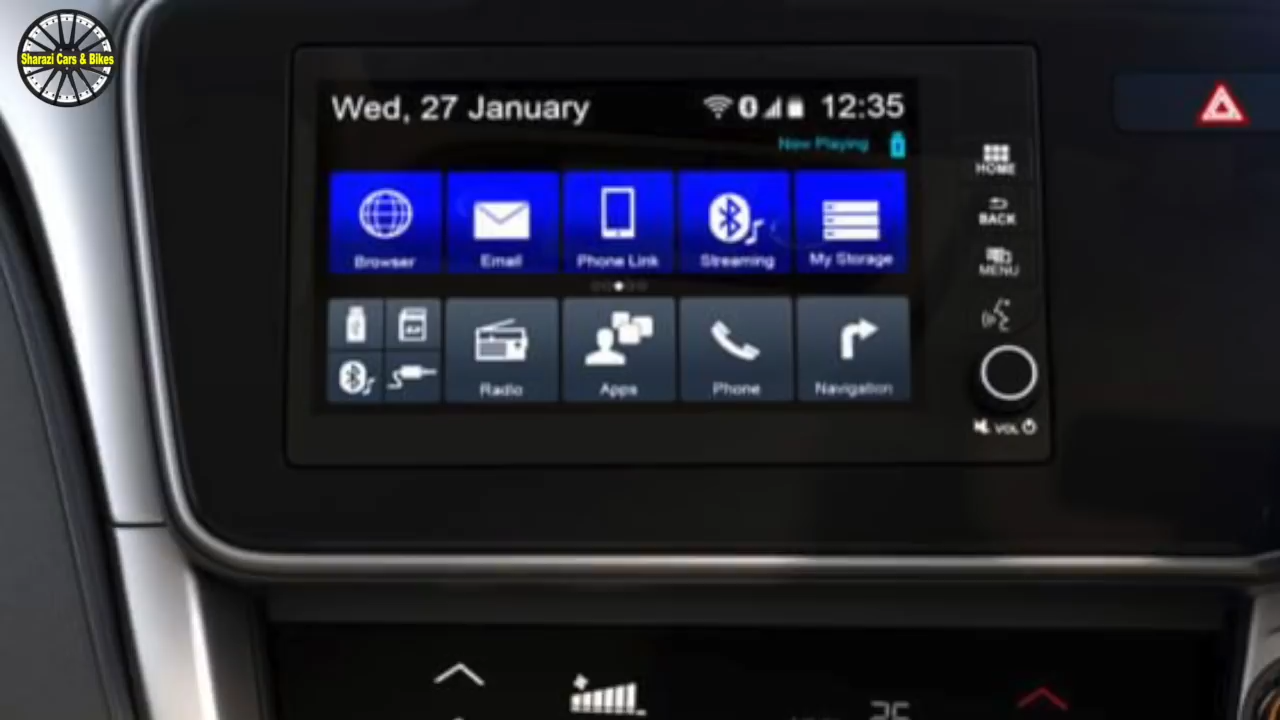 Sharazi Cars & Bikes
Wed, 27 January
12:35
Now Playing
HOME
BACK
MENU
Browser
Email
Phone Link
Streaming
My Storage
Radio
Apps
Phone
Navigation
VOL